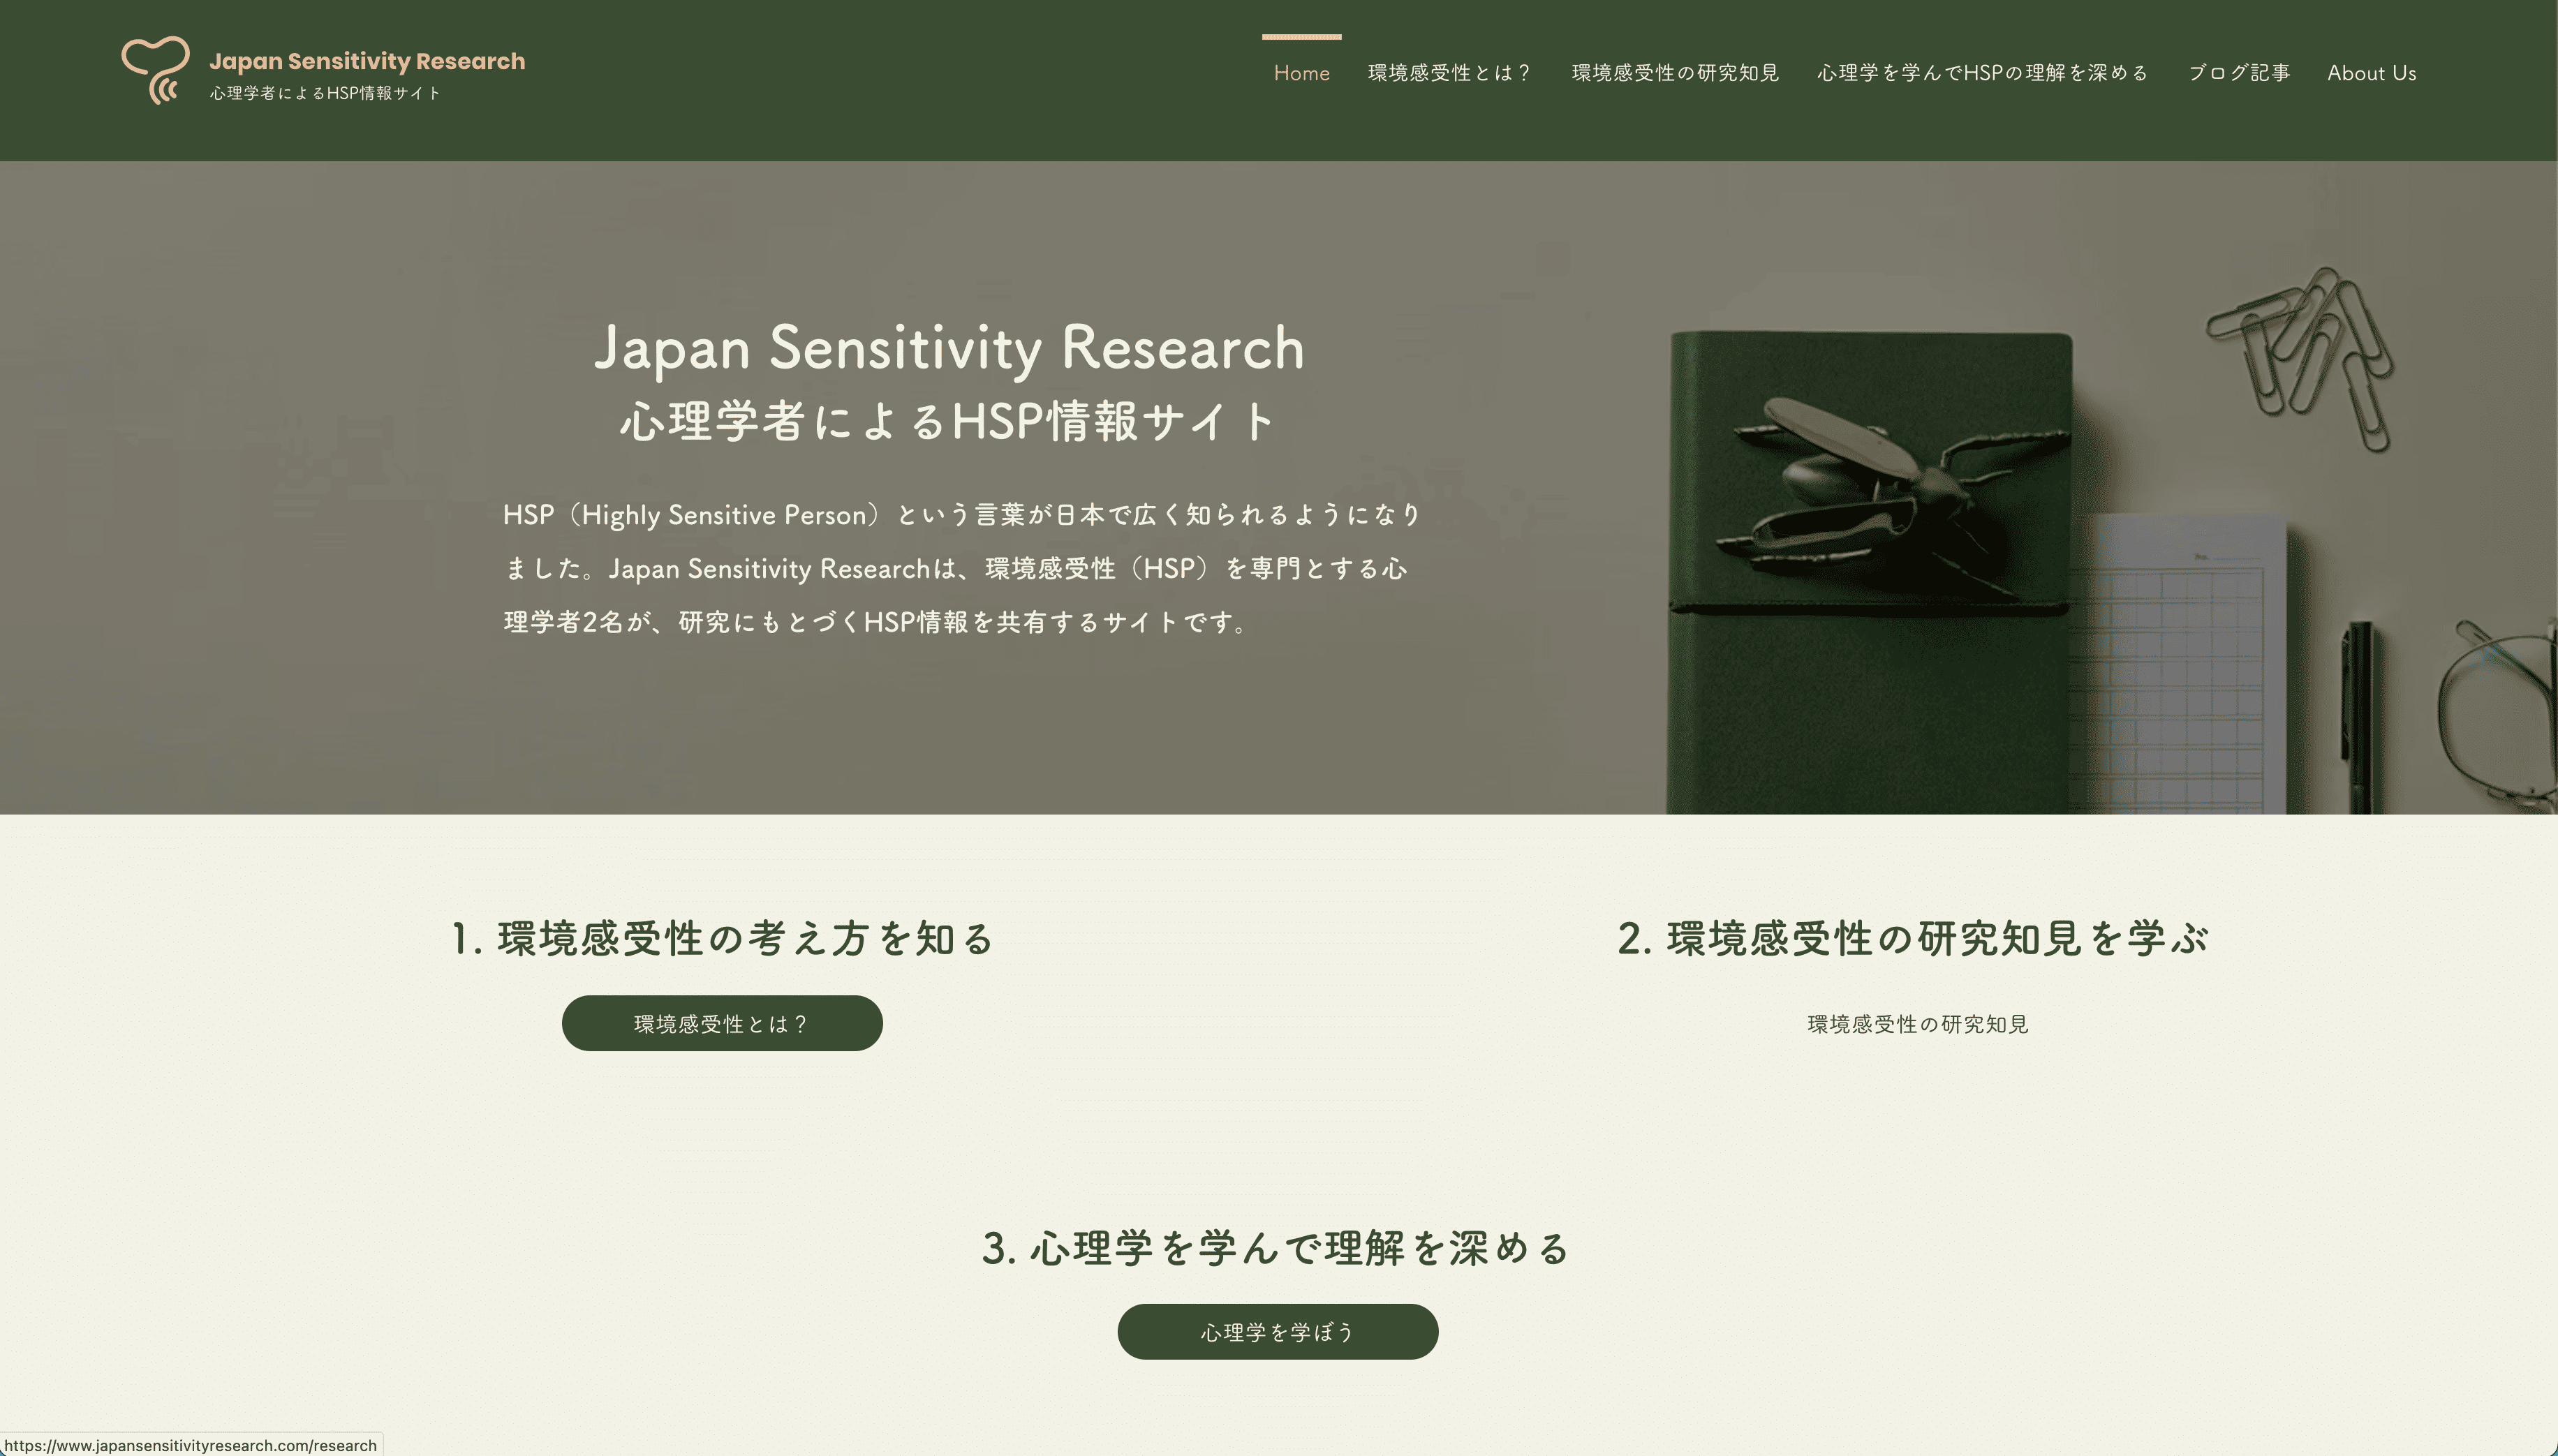 Japan Sensitivity Research
心理学者によるHSP情報サイト
Home
環境感受性とは？
環境感受性の研究知見
心理学を学んでHSPの理解を深める
ブログ記事
About Us
Japan Sensitivity Research
心理学者によるHSP情報サイト
HSP（Highly Sensitive Person）という言葉が日本で広く知られるようになり
ました。Japan Sensitivity Researchは、環境感受性（HSP）を専門とする心
理学者2名が、研究にもとづくHSP情報を共有するサイトです。
1. 環境感受性の考え方を知る
環境感受性とは？
2. 環境感受性の研究知見を学ぶ
環境感受性の研究知見
3. 心理学を学んで理解を深める
心理学を学ぼう
https://www.japansensitivityresearch.com/research